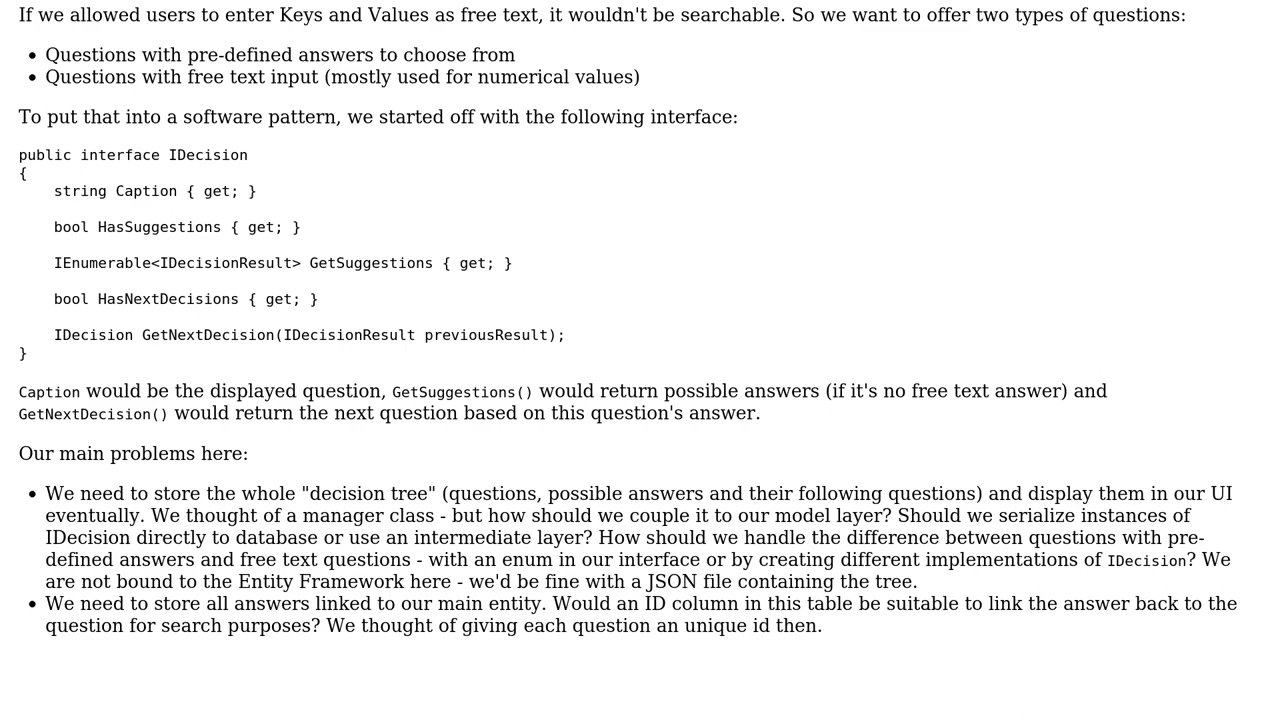 If we allowed users to enter Keys and Values as free text, it wouldn't be searchable. So we want to offer two types of questions:
• Questions with pre-defined answers to choose from
• Questions with free text input (mostly used for numerical values)
To put that into a software pattern, we started off with the following interface:
public interface IDecision
{
    string Caption { get; }
    bool HasSuggestions { get; }
    IEnumerable<IDecisionResult> GetSuggestions { get; }
    bool HasNextDecisions { get; }
    IDecision GetNextDecision(IDecisionResult previousResult);
}
Caption would be the displayed question, GetSuggestions() would return possible answers (if it's no free text answer) and
GetNextDecision() would return the next question based on this question's answer.
Our main problems here:
• We need to store the whole "decision tree" (questions, possible answers and their following questions) and display them in our UI
eventually. We thought of a manager class - but how should we couple it to our model layer? Should we serialize instances of
IDecision directly to database or use an intermediate layer? How should we handle the difference between questions with pre-
defined answers and free text questions - with an enum in our interface or by creating different implementations of IDecision? We
are not bound to the Entity Framework here - we'd be fine with a JSON file containing the tree.
• We need to store all answers linked to our main entity. Would an ID column in this table be suitable to link the answer back to the
question for search purposes? We thought of giving each question an unique id then.